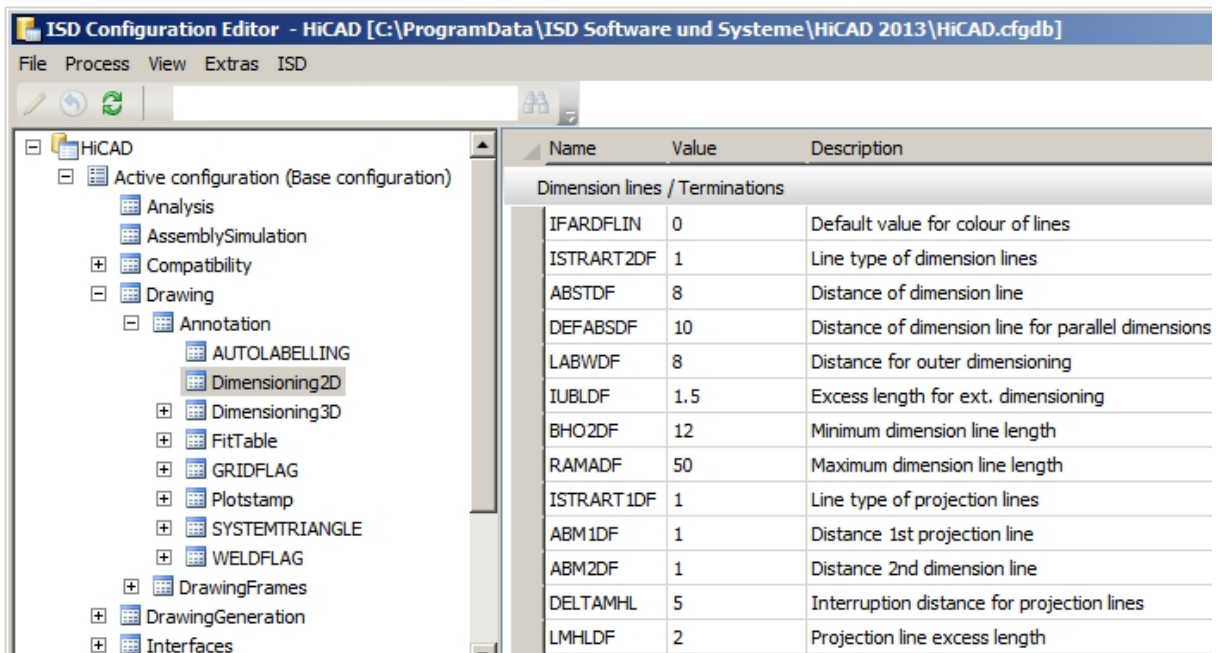 ISD Configuration Editor - HiCAD [C:\ProgramData\ISD Software und Systeme\HiCAD 2013\HiCAD.cfgdb]
File Process View Extras ISD
HiCAD
Active configuration (Base configuration)
Analysis
AssemblySimulation
Compatibility
Drawing
Annotation
AUTOLABELLING
Dimensioning2D
Dimensioning3D
FitTable
GRIDFLAG
Plotstamp
SYSTEMTRIANGLE
WELDFLAG
DrawingFrames
DrawingGeneration
Interfaces
Name Value Description
Dimension lines / Terminations
IFARDFLIN 0 Default value for colour of lines
ISTRART2DF 1 Line type of dimension lines
ABSTDF 8 Distance of dimension line
DEFABSDF 10 Distance of dimension line for parallel dimensions
LABWDF 8 Distance for outer dimensioning
IUBLDF 1.5 Excess length for ext. dimensioning
BHO2DF 12 Minimum dimension line length
RAMADF 50 Maximum dimension line length
ISTRART1DF 1 Line type of projection lines
ABM1DF 1 Distance 1st projection line
ABM2DF 1 Distance 2nd dimension line
DELTAMHL 5 Interruption distance for projection lines
LMHLDF 2 Projection line excess length